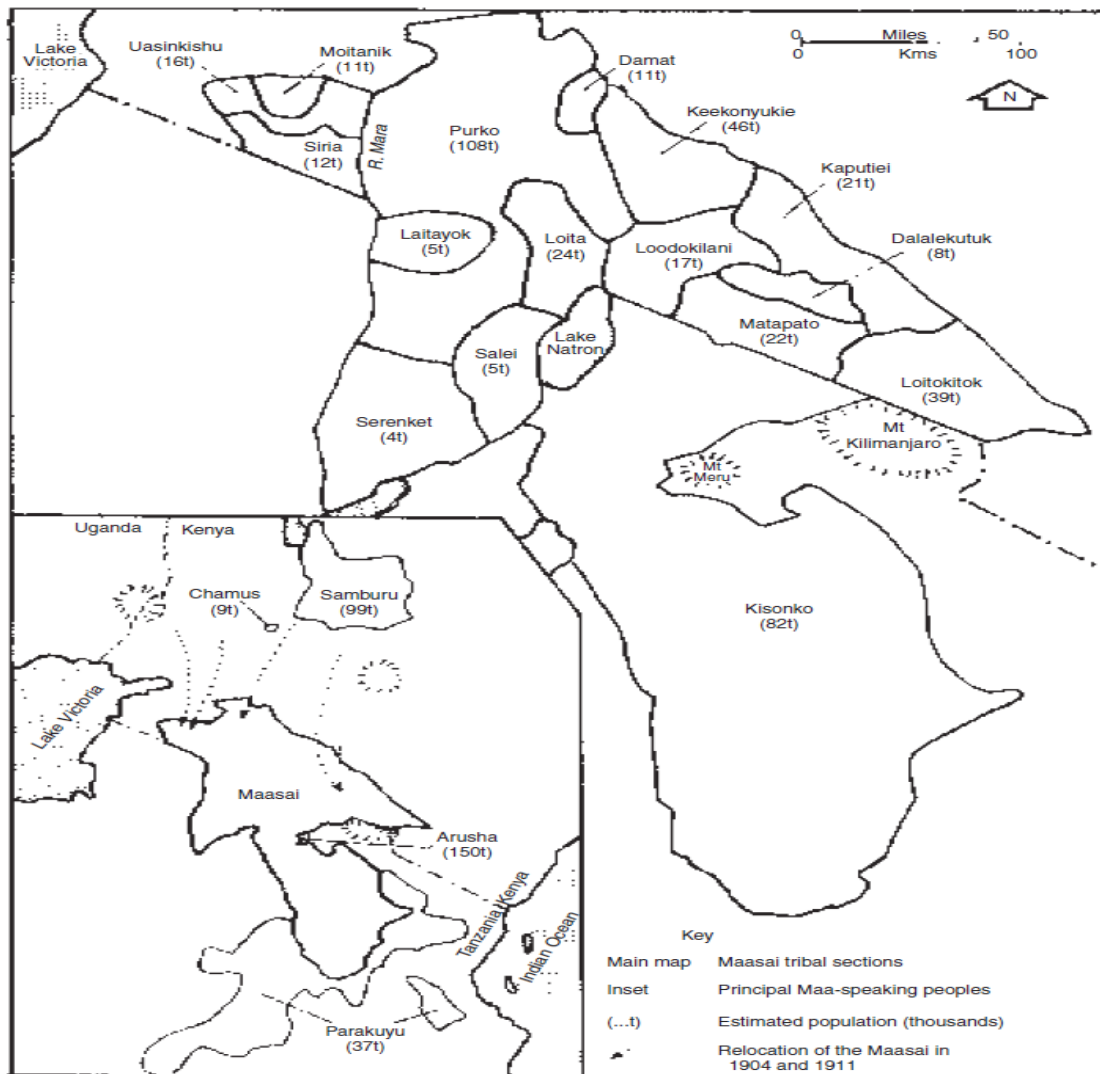 Lake
Victoria
Uasinkishu
(16t)
Moitanik
(11t)
Siria
(12t)
R. Mara
Purko
(108t)
Damat
(11t)
0 Miles 50
0 Kms 100
N
Keekonyukie
(46t)
Kaputiei
(21t)
Laitayok
(5t)
Loita
(24t)
Loodokilani
(17t)
Dalalekutuk
(8t)
Matapato
(22t)
Lake
Natron
Salei
(5t)
Loitokitok
(39t)
Serenket
(4t)
Mt
Kilimanjaro
Mt
Meru
Kisonko
(82t)
Uganda Kenya
Chamus
(9t)
Samburu
(99t)
Lake Victoria
Maasai
Arusha
(150t)
Tanzania Kenya
Indian Ocean
Parakuyu
(37t)
Key
Main map Maasai tribal sections
Inset Principal Maa-speaking peoples
(...t) Estimated population (thousands)
Relocation of the Maasai in
1904 and 1911